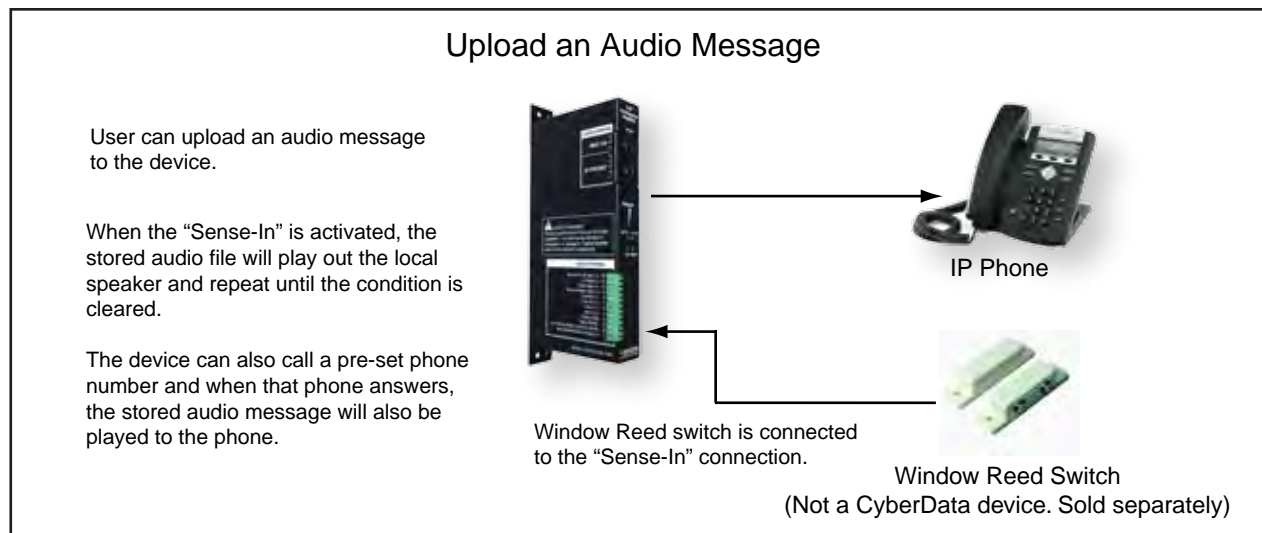 Upload an Audio Message
User can upload an audio message
to the device.
When the “Sense-In” is activated, the
stored audio file will play out the local
speaker and repeat until the condition is
cleared.
The device can also call a pre-set phone
number and when that phone answers,
the stored audio message will also be
played to the phone.
IP Phone
Window Reed switch is connected
to the “Sense-In” connection.
Window Reed Switch
(Not a CyberData device. Sold separately)